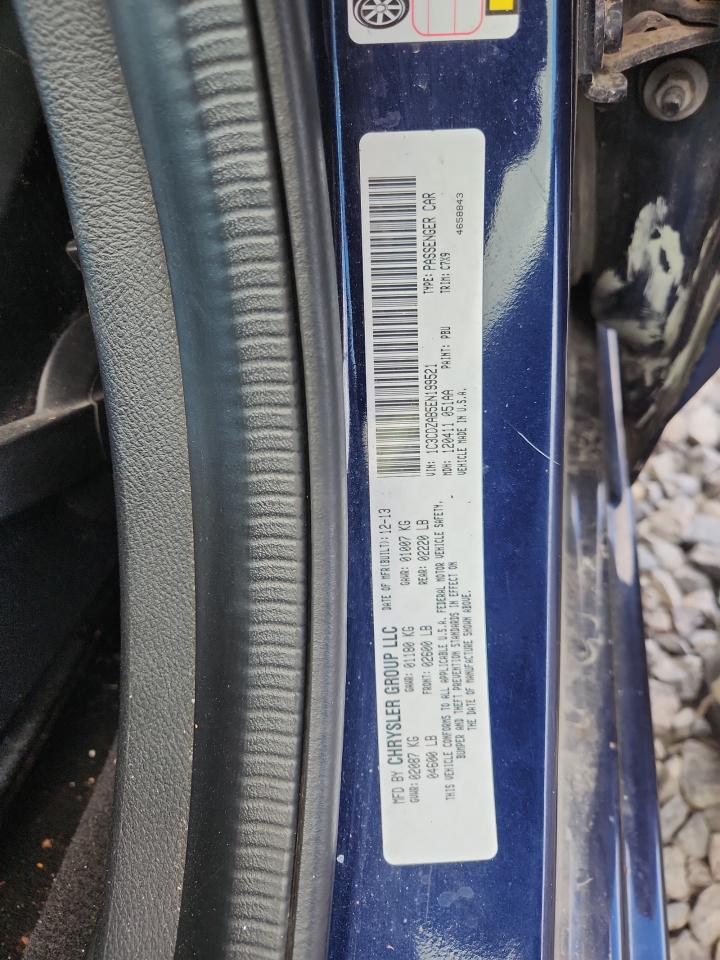 MFD BY CHRYSLER GROUP LLC
DATE OF MFR(BUILT): 12-13
GVWR: 02087 KG
GAWR: 01180 KG
GAWR: 01007 KG
04600 LB
FRONT: 02600 LB
REAR: 02220 LB
THIS VEHICLE CONFORMS TO ALL APPLICABLE U.S.A. FEDERAL MOTOR VEHICLE SAFETY,
BUMPER AND THEFT PREVENTION STANDARDS IN EFFECT ON
THE DATE OF MANUFACTURE SHOWN ABOVE.
VIN: 1C3CDZAB5EN199521
TYPE: PASSENGER CAR
MDH: 120411 051AA
PAINT: PBU
TRIM: C7X9
VEHICLE MADE IN U.S.A.
4658843